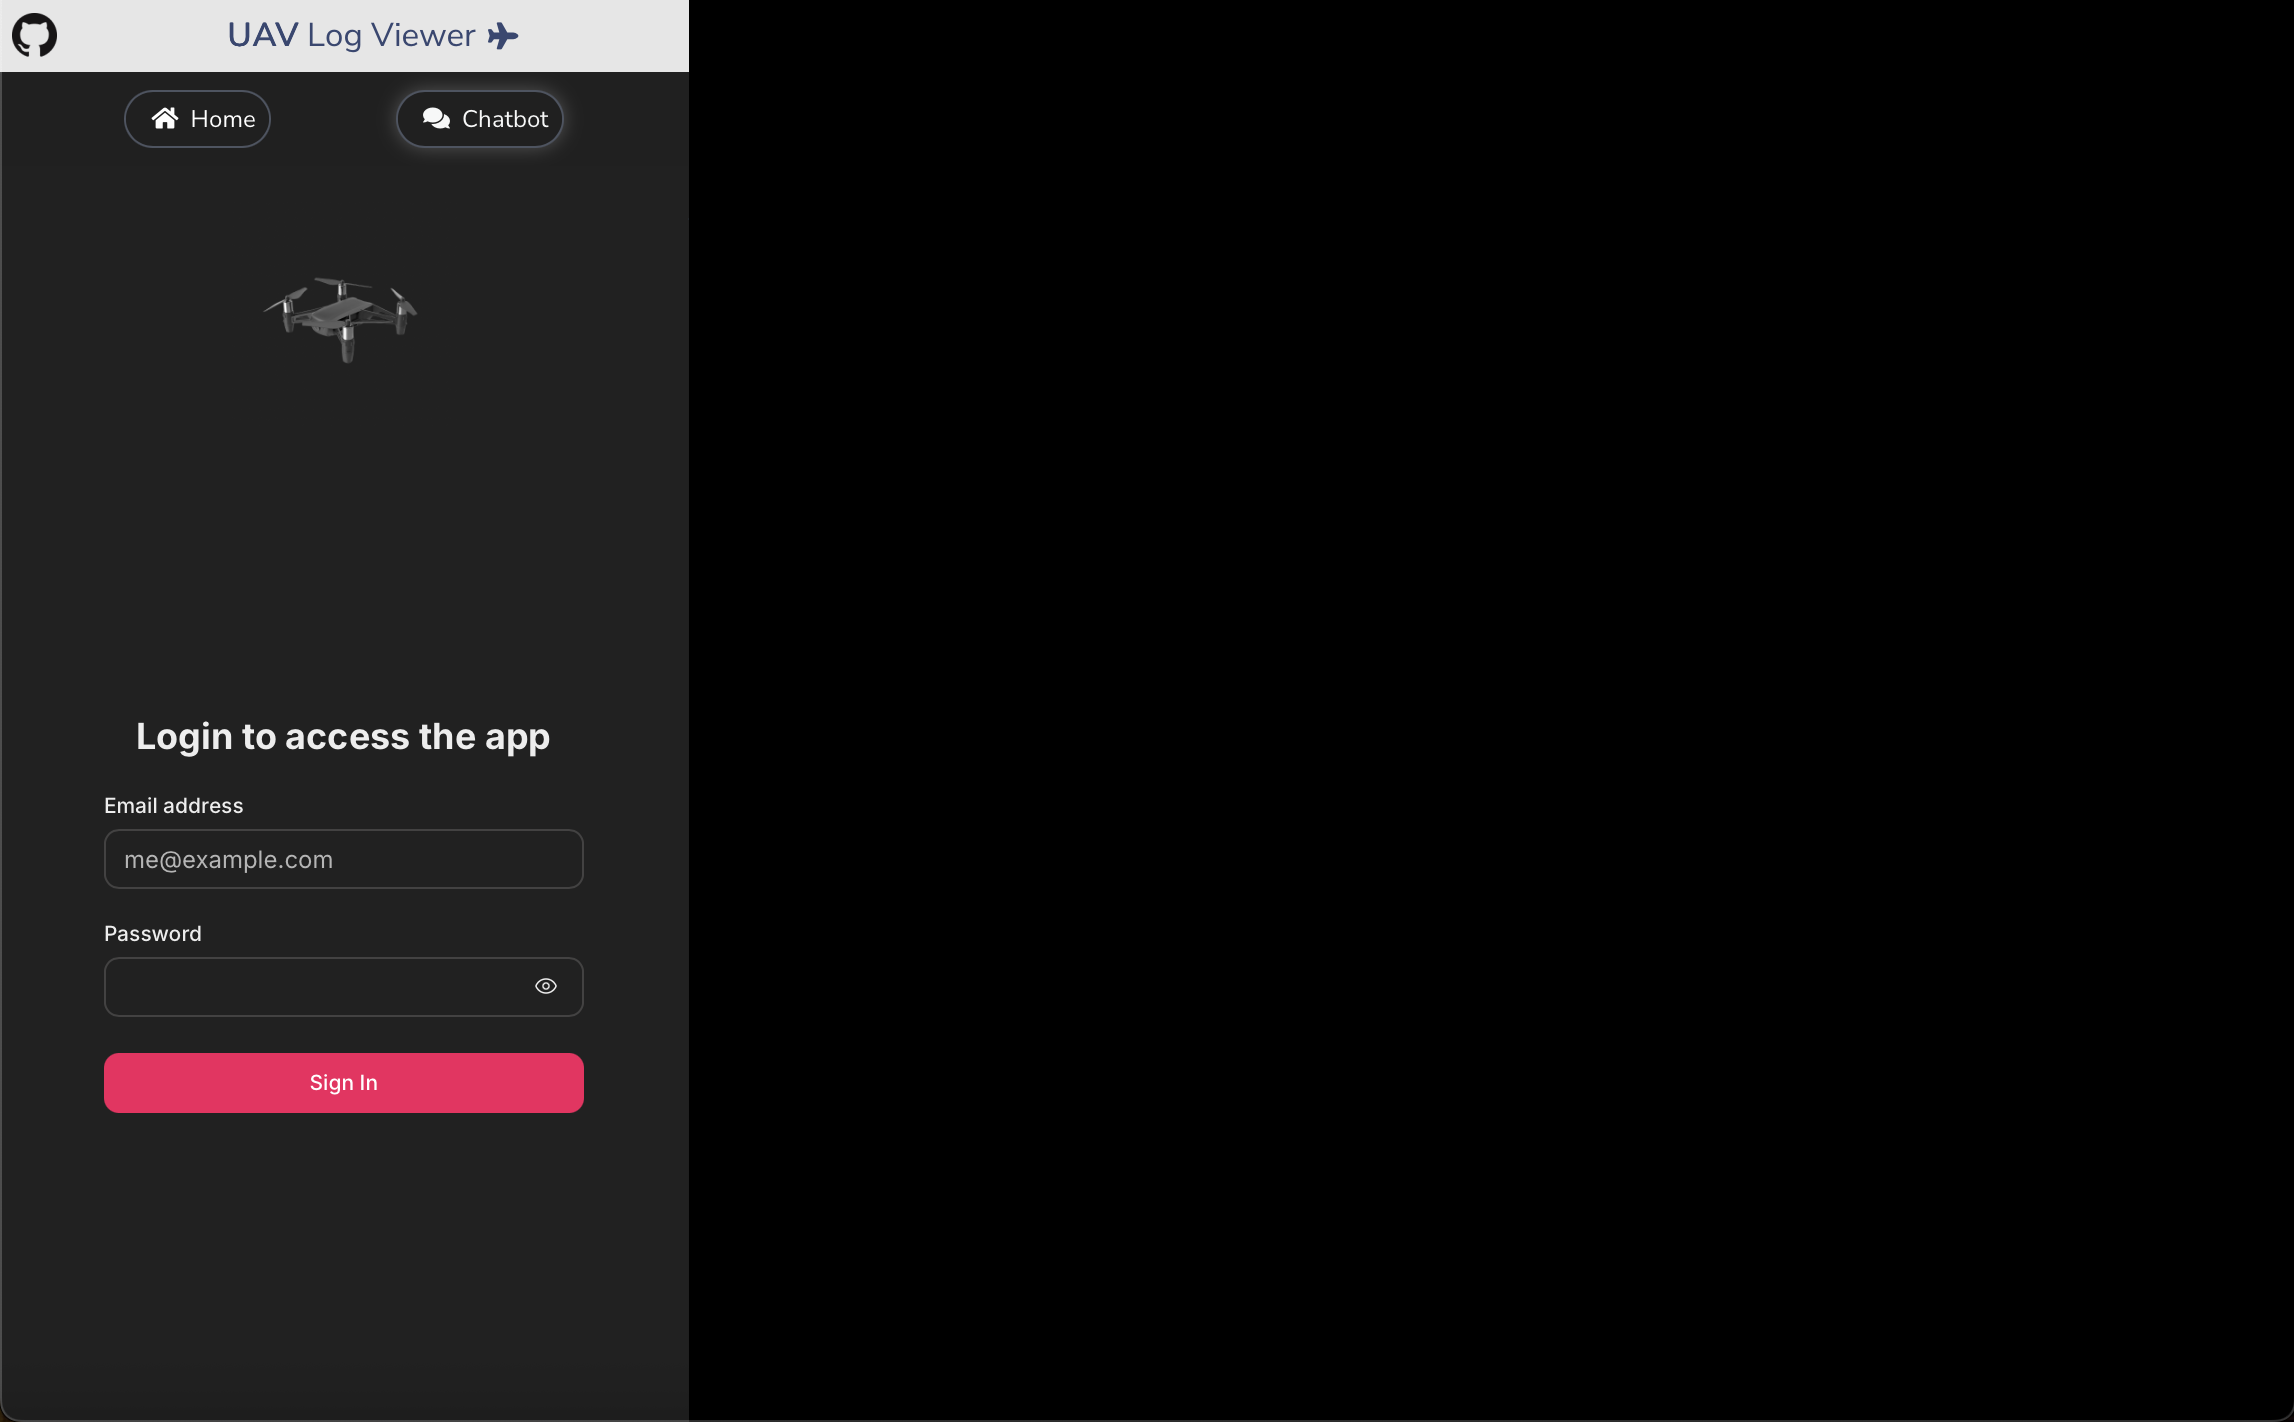 UAV Log Viewer
Home
Chatbot
Login to access the app
Email address
me@example.com
Password
Sign In